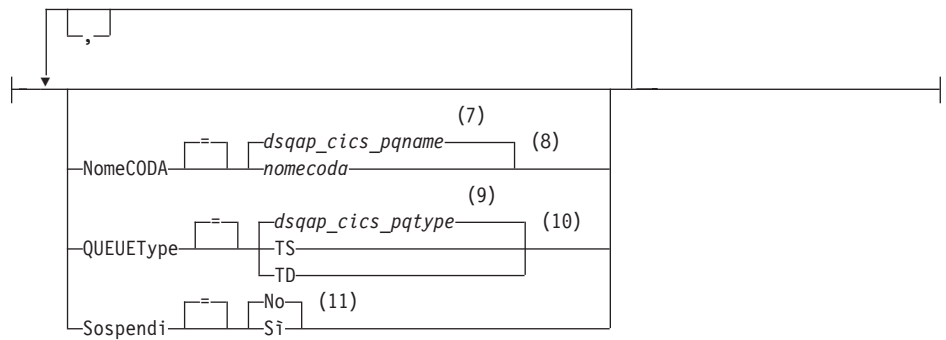 ,
(7)
= dsqap_cics_pqname (8)
NomeCODA nomecoda
(9)
= dsqap_cics_pqtype (10)
QUEUEType TS
TD
= No (11)
Sospendi Sì